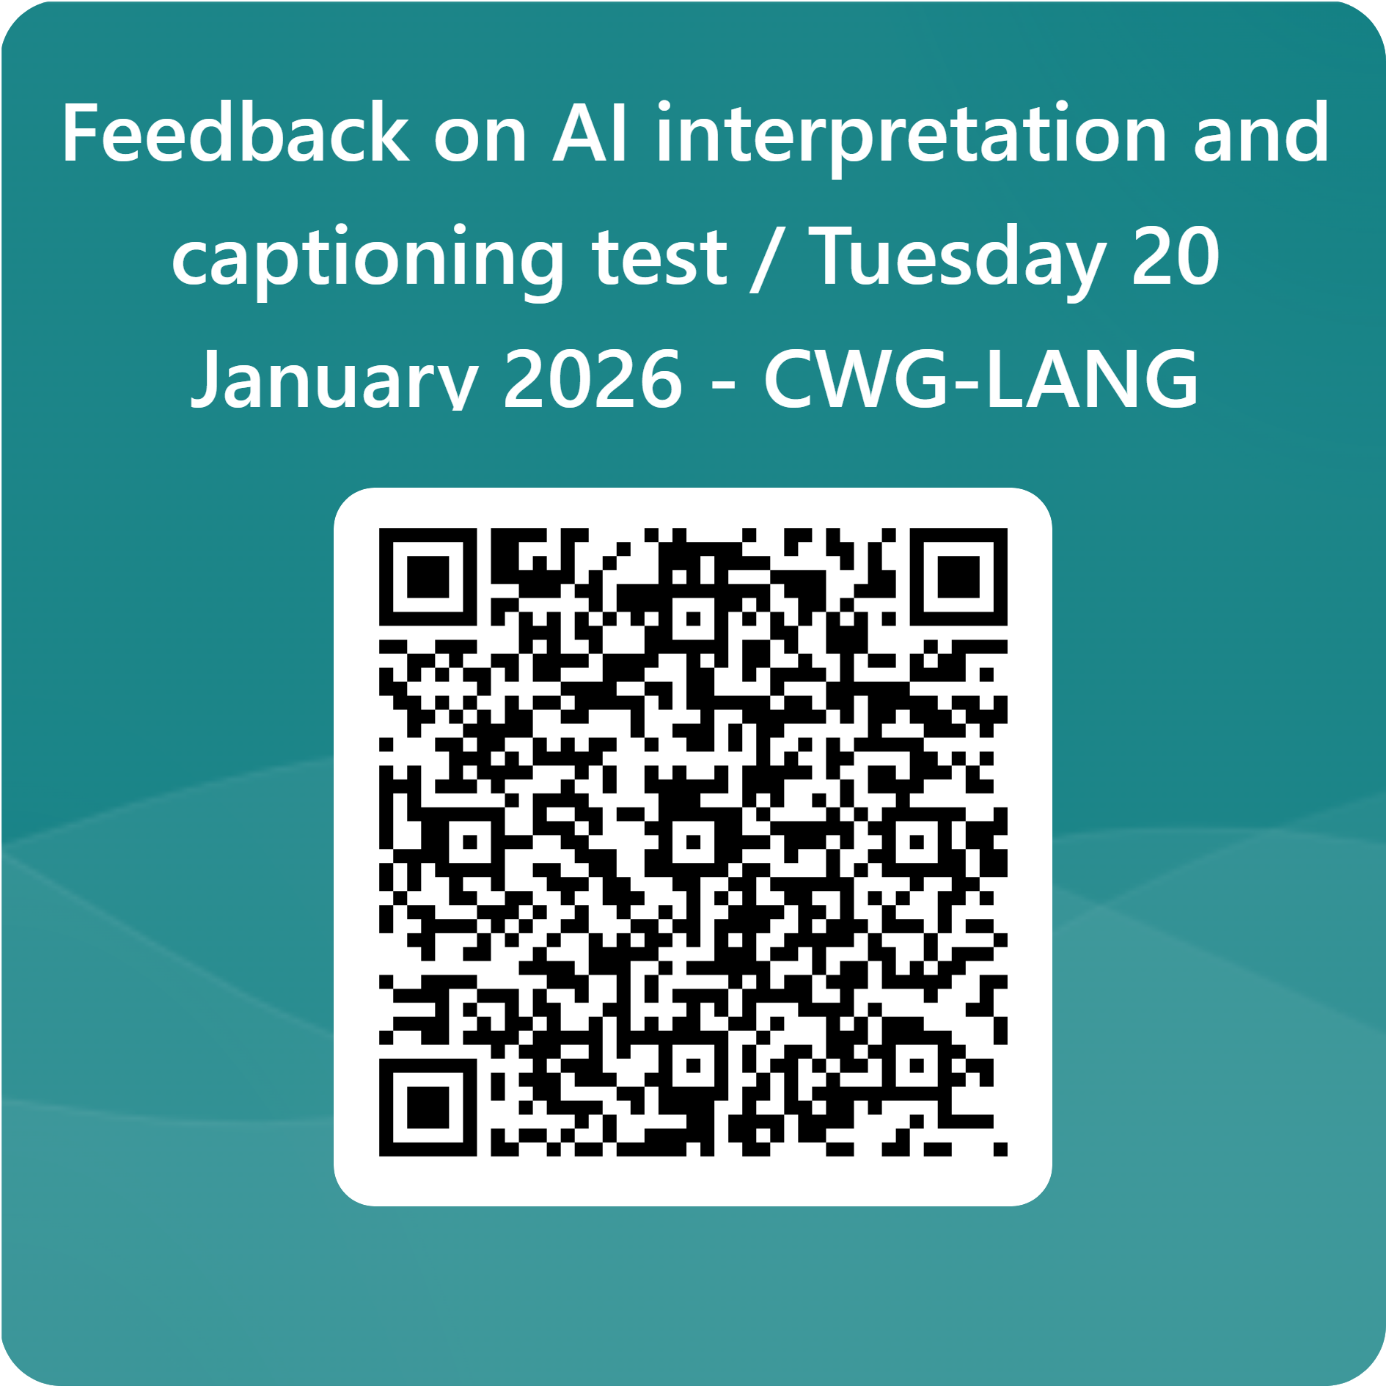 Feedback on AI interpretation and
captioning test / Tuesday 20
January 2026 - CWG-LANG